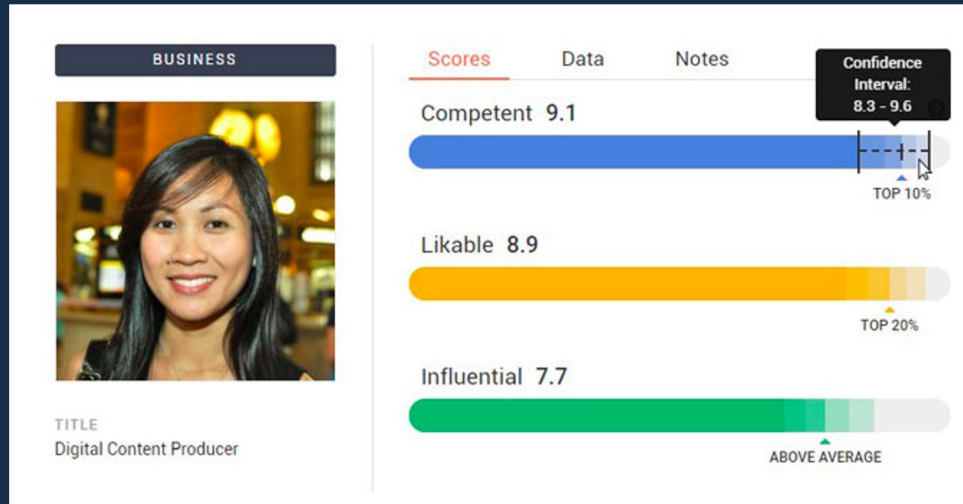 BUSINESS
TITLE
Digital Content Producer
Scores Data Notes
Confidence
Interval:
8.3 - 9.6
Competent 9.1
TOP 10%
Likable 8.9
TOP 20%
Influential 7.7
ABOVE AVERAGE